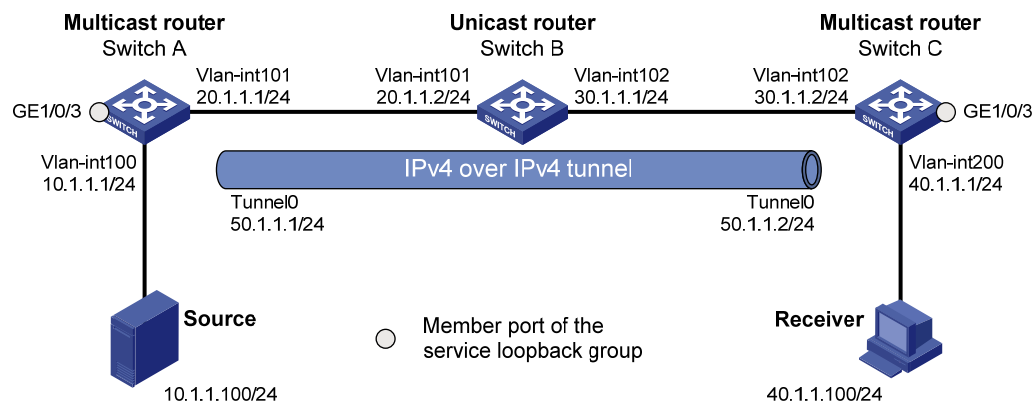 Multicast router
Switch A
Unicast router
Switch B
Multicast router
Switch C
Vlan-int101
20.1.1.1/24
Vlan-int101
20.1.1.2/24
Vlan-int102
30.1.1.1/24
Vlan-int102
30.1.1.2/24
GE1/0/3
SWITCH
SWITCH
SWITCH
GE1/0/3
Vlan-int100
10.1.1.1/24
IPv4 over IPv4 tunnel
Vlan-int200
40.1.1.1/24
Tunnel0
50.1.1.1/24
Tunnel0
50.1.1.2/24
Source
Member port of the
service loopback group
Receiver
10.1.1.100/24
40.1.1.100/24